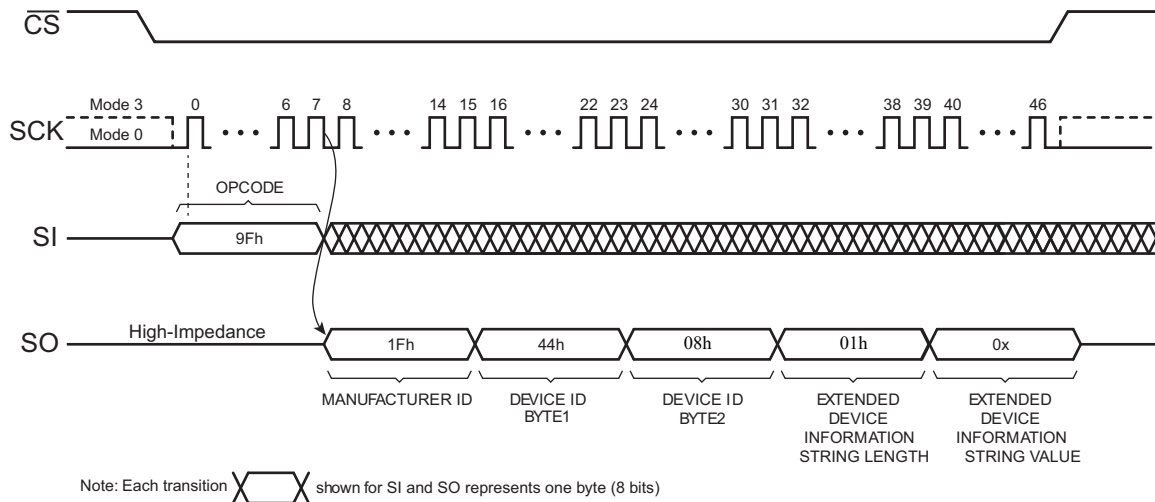 CS
Mode 3
SCK
Mode 0
0 6 7 8 14 15 16 22 23 24 30 31 32 38 39 40 46
OPCODE
SI
9Fh
SO
High-Impedance
1Fh 44h 08h 01h 0x
MANUFACTURER ID
DEVICE ID
BYTE1
DEVICE ID
BYTE2
EXTENDED
DEVICE
INFORMATION
STRING LENGTH
EXTENDED
DEVICE
INFORMATION
STRING VALUE
Note: Each transition shown for SI and SO represents one byte (8 bits)